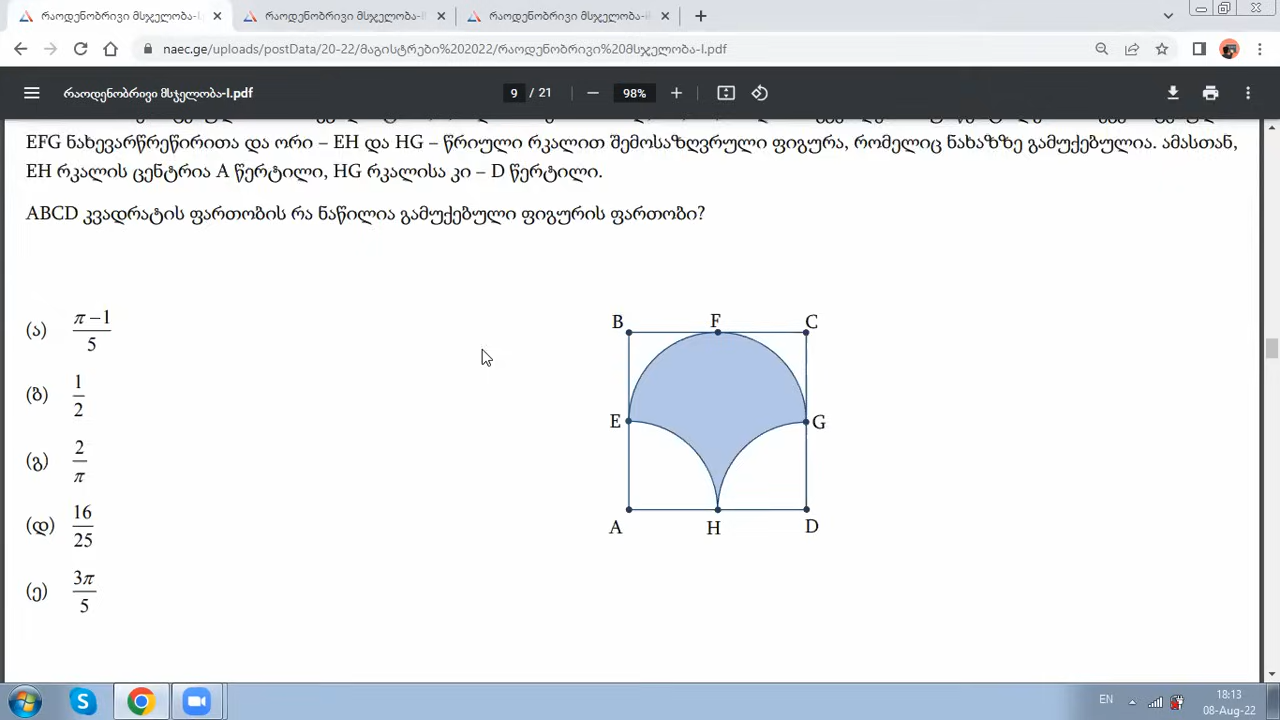 რაოდენობრივი მსჯელობა-I.
რაოდენობრივი მსჯელობა-II
რაოდენობრივი მსჯელობა-II
naec.ge/uploads/postData/20-22/მაგისტრები%202022/რაოდენობრივი%20მსჯელობა-I.pdf
რაოდენობრივი მსჯელობა-I.pdf
9 / 21
98%
EFG ნახევარწრეწირითა და ორი – EH და HG – წრიული რკალით შემოსაზღვრული ფიგურა, რომელიც ნახაზზე გამუქებულია. ამასთან,
EH რკალის ცენტრია A წერტილი, HG რკალისა კი – D წერტილი.
ABCD კვადრატის ფართობის რა ნაწილია გამუქებული ფიგურის ფართობი?
(ა) π – 1 / 5
(ბ) 1 / 2
(გ) 2 / π
(დ) 16 / 25
(ე) 3π / 5
B F C
E G
A H D
EN
18:13
08-Aug-22